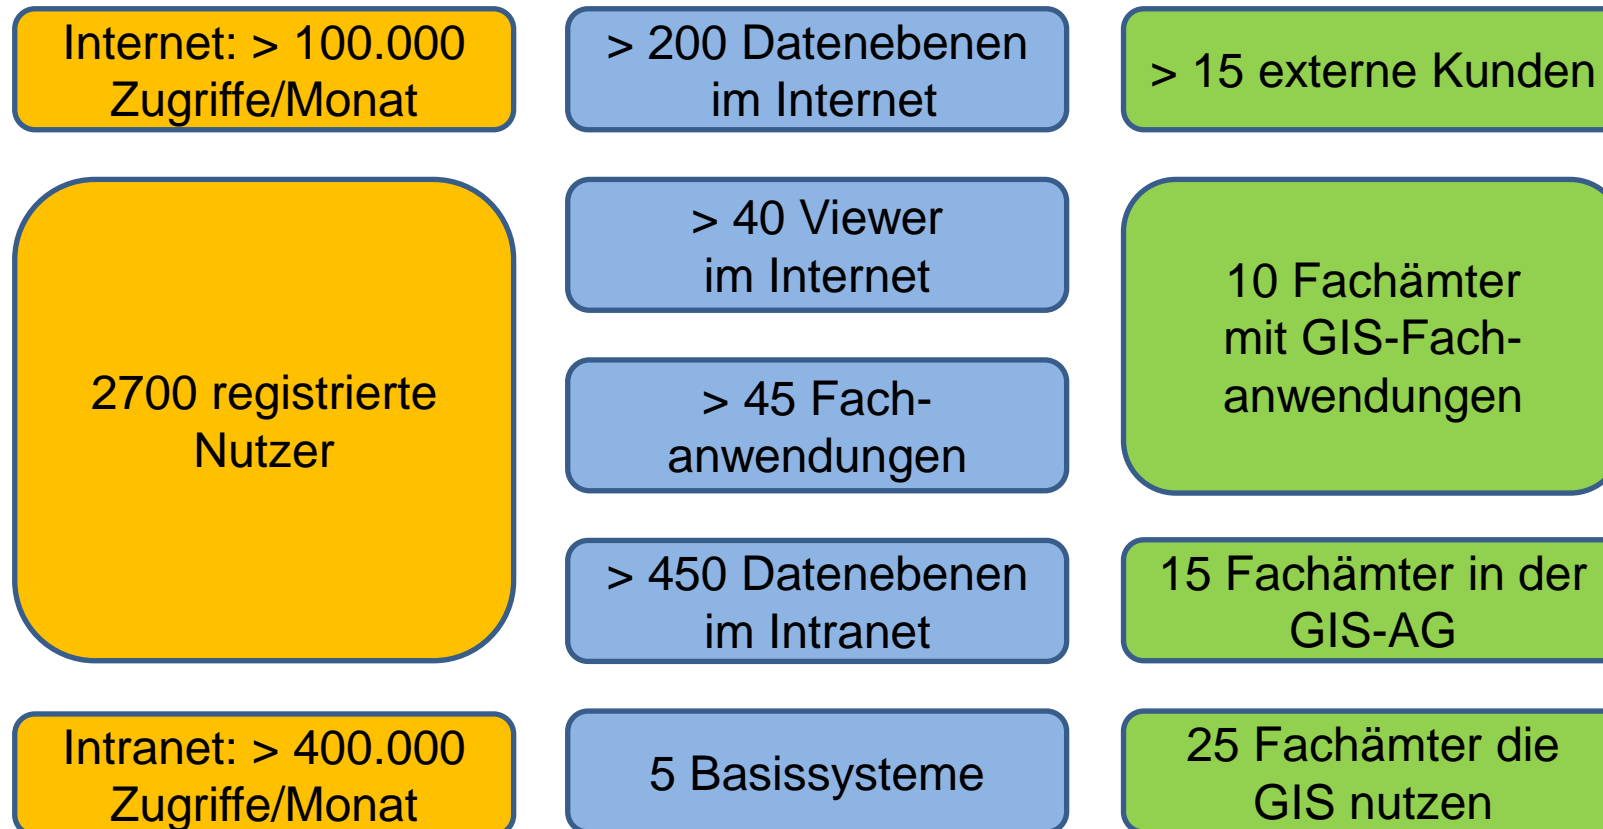 Internet: > 100.000
Zugriffe/Monat
2700 registrierte
Nutzer
Intranet: > 400.000
Zugriffe/Monat
> 200 Datenebenen
im Internet
> 40 Viewer
im Internet
> 45 Fach-
anwendungen
> 450 Datenebenen
im Intranet
5 Basissysteme
> 15 externe Kunden
10 Fachämter
mit GIS-Fach-
anwendungen
15 Fachämter in der
GIS-AG
25 Fachämter die
GIS nutzen